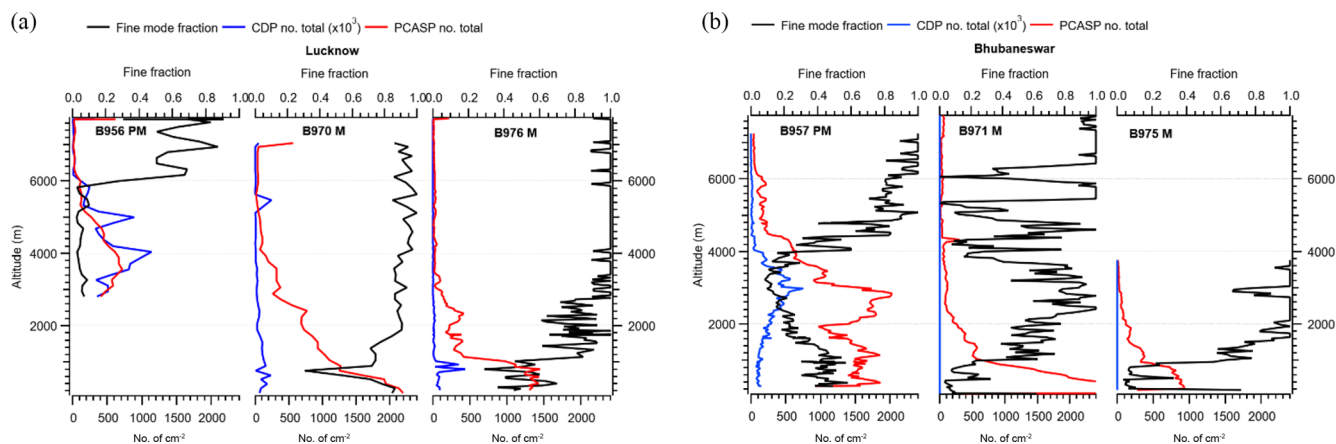 (a)
Fine mode fraction CDP no. total (x10³) PCASP no. total
Lucknow
Fine fraction Fine fraction Fine fraction
0.0 0.2 0.4 0.6 0.8 1.0 0.0 0.2 0.4 0.6 0.8 1.0 0.0 0.2 0.4 0.6 0.8 1.0
B956 PM B970 M B976 M
6000 6000
4000 4000
2000 2000
Altitude (m)
0 500 1000 1500 2000 0 500 1000 1500 2000 0 500 1000 1500 2000
No. of cm⁻² No. of cm⁻² No. of cm⁻²
(b)
Fine mode fraction CDP no. total (x10³) PCASP no. total
Bhubaneswar
Fine fraction Fine fraction Fine fraction
0.0 0.2 0.4 0.6 0.8 1.0 0.0 0.2 0.4 0.6 0.8 1.0 0.0 0.2 0.4 0.6 0.8 1.0
B957 PM B971 M B975 M
6000 6000
4000 4000
2000 2000
Altitude (m)
0 500 1000 1500 2000 0 500 1000 1500 2000 0 500 1000 1500 2000
No. of cm⁻² No. of cm⁻² No. of cm⁻²